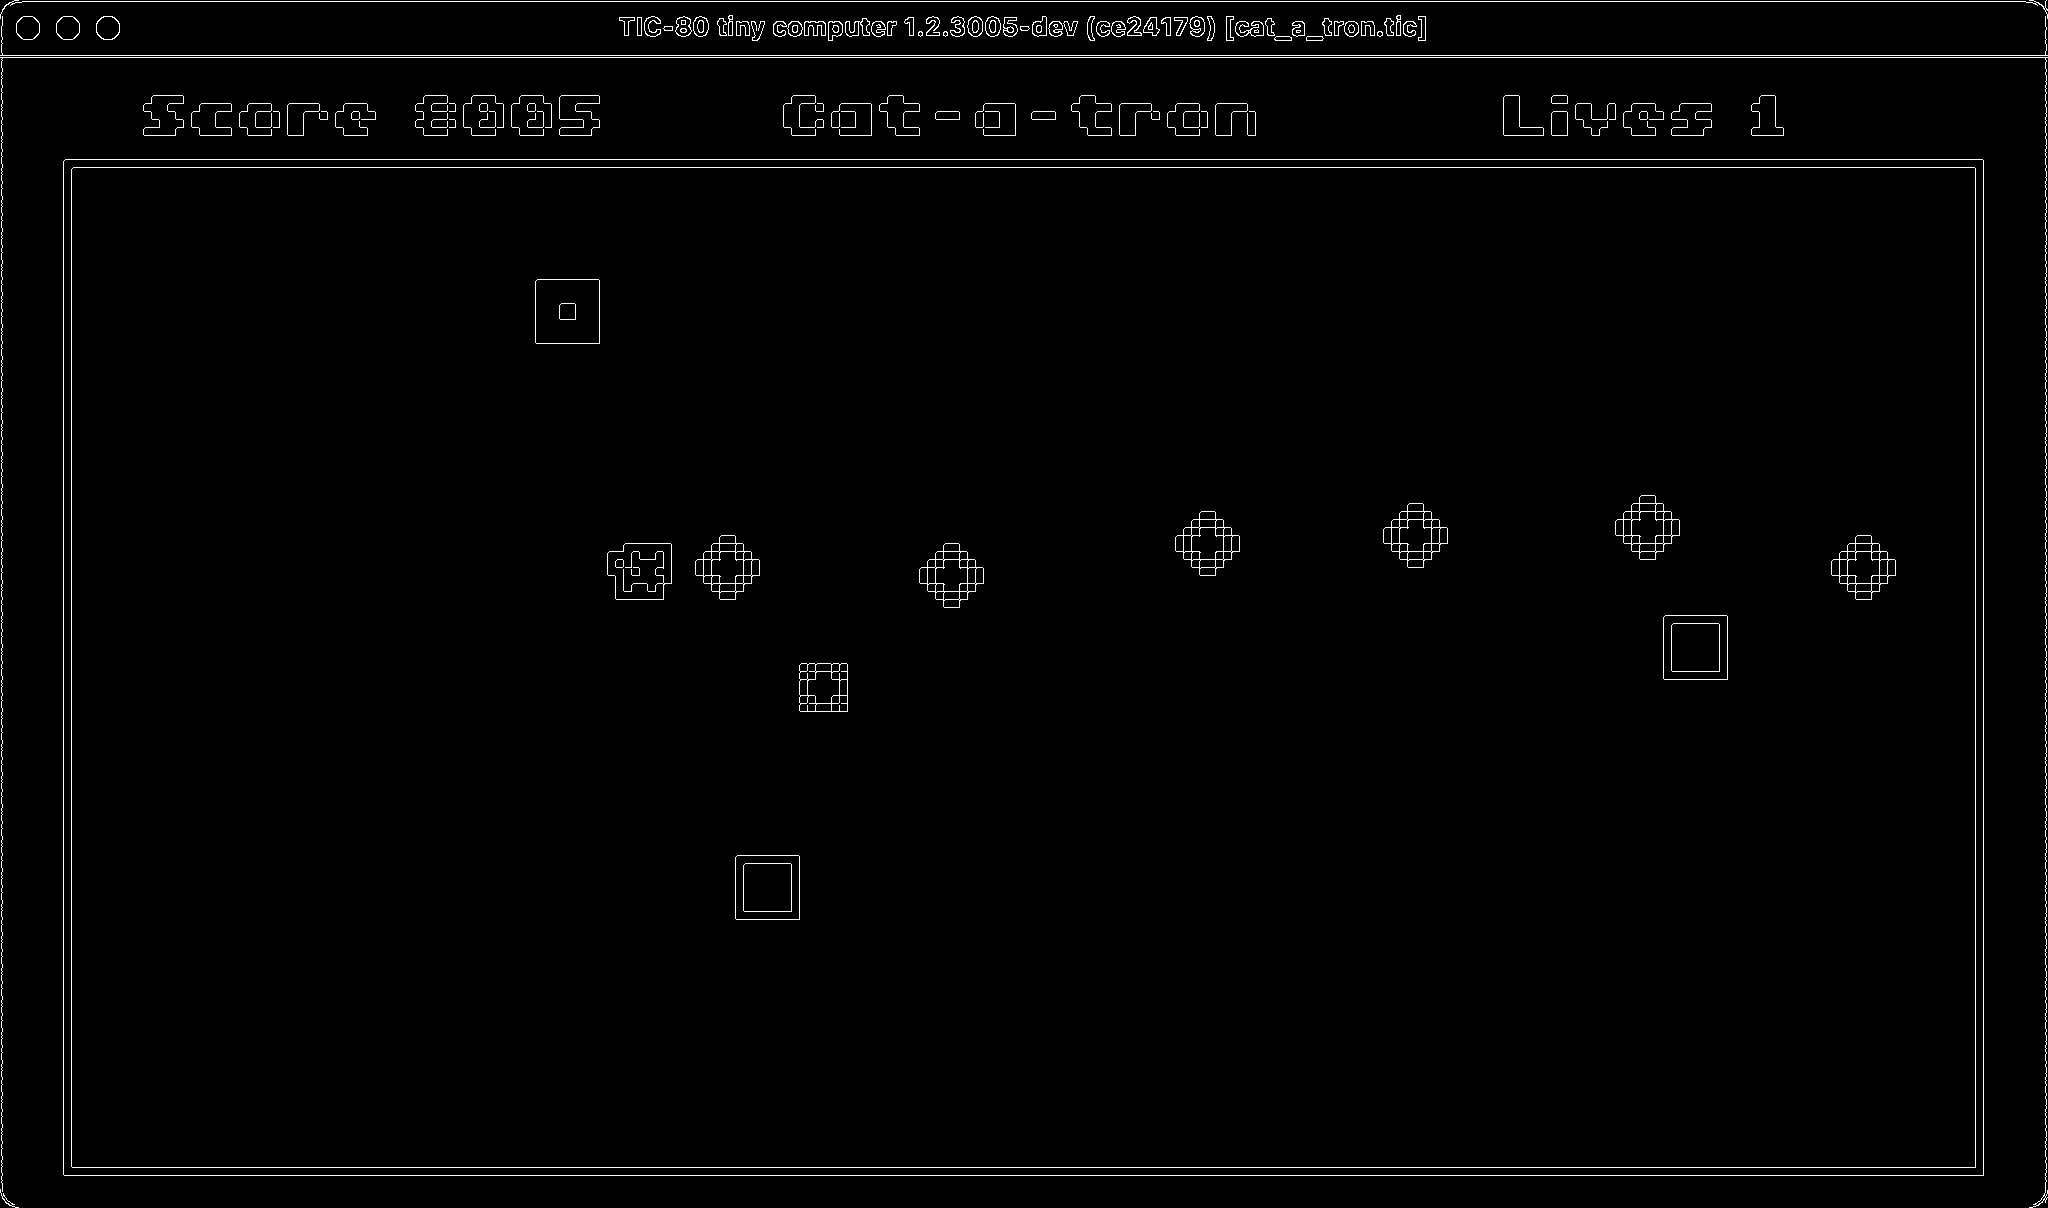 TIC-80 tiny computer 1.2.3005-dev (ce24179) [cat_a_tron.tic]
Score 8005 Cat-a-tron Lives 1